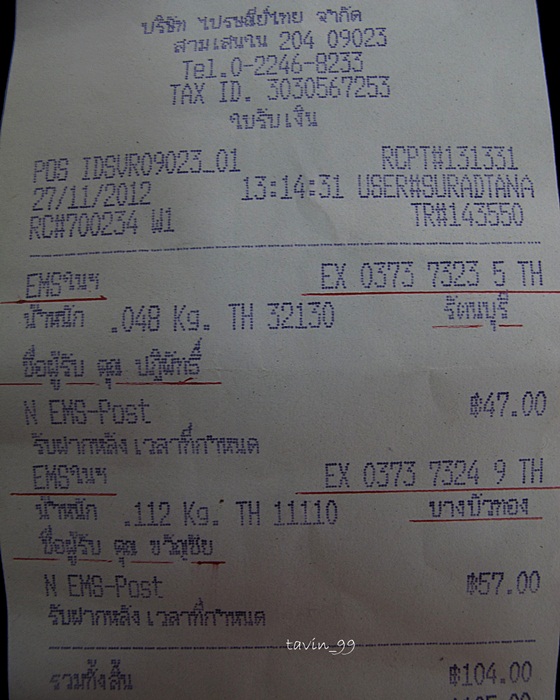 บริษัท ไปรษณีย์ไทย จำกัด
สามเสนใน 204 09023
Tel.0-2246-8233
TAX ID. 3030567253
ใบรับเงิน
POS IDSVR09023_01 RCPT#131331
27/11/2012 13:14:31 USER#SURADTANA
RC#700234 W1 TR#143550
EMSในฯ EX 0373 7323 5 TH
น้ำหนัก .048 Kg. TH 32130 รัตนบุรี
ชื่อผู้รับ คุณ ปฎิพัทธิ์
N EMS-Post ฿47.00
รับฝากหลัง เวลาที่กำหนด
EMSในฯ EX 0373 7324 9 TH
น้ำหนัก .112 Kg. TH 11110 บางบัวทอง
ชื่อผู้รับ คุณ ขวัญชัย
N EMS-Post ฿57.00
รับฝากหลัง เวลาที่กำหนด
tavin_99
รวมทั้งสิ้น ฿104.00